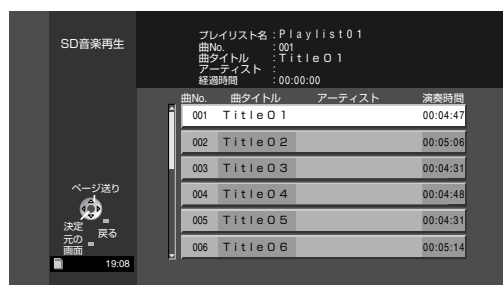 SD音楽再生
プレイリスト名：Playlist01
曲No. ：001
曲タイトル ：Title01
アーティスト ：
経過時間 ：00:00:00
曲No. 曲タイトル アーティスト 演奏時間
001 Title01 00:04:47
002 Title02 00:05:06
003 Title03 00:04:31
004 Title04 00:04:48
005 Title05 00:04:31
006 Title06 00:05:14
ページ送り
決定
戻る
元の
画面
19:08